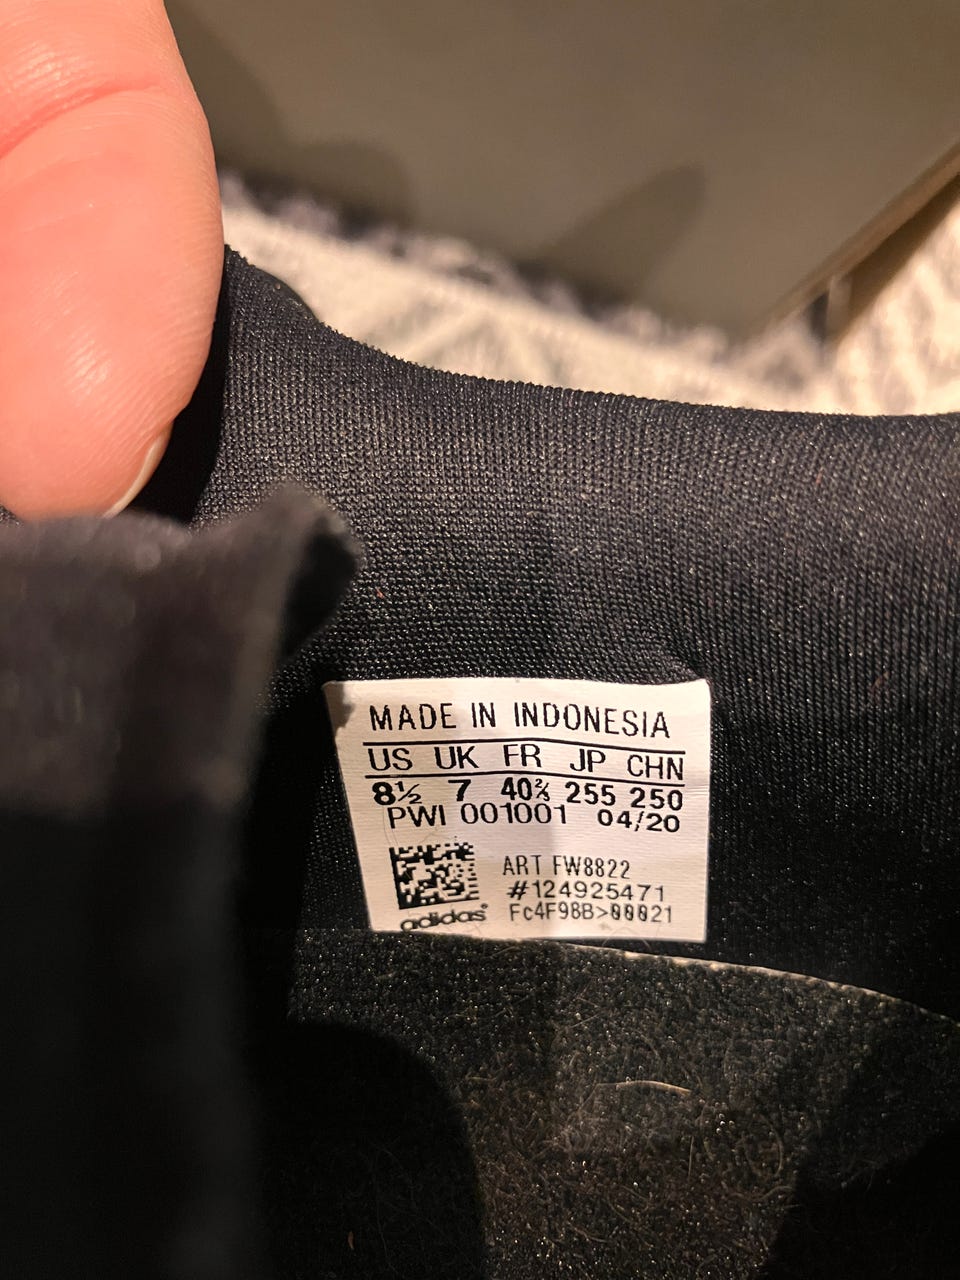 MADE IN INDONESIA
US UK FR JP CHN
8½ 7 40⅔ 255 250
PWI 001001 04/20
ART FW8822
#124925471
Fc4F98B>00021
adidas